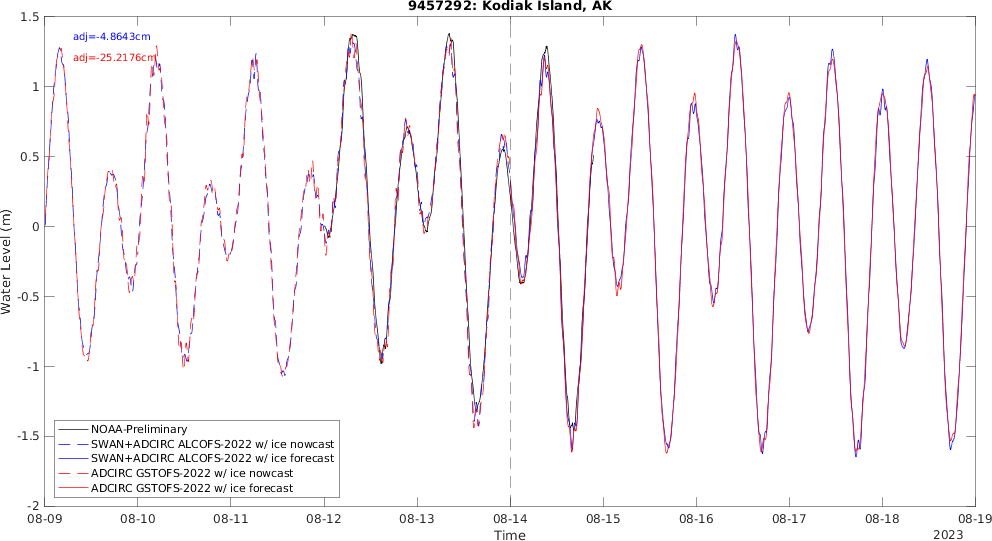 9457292: Kodiak Island, AK
adj=-4.8643cm
adj=-25.2176cm
Water Level (m)
1.5
1
0.5
0
-0.5
-1
-1.5
-2
NOAA-Preliminary
SWAN+ADCIRC ALCOFS-2022 w/ ice nowcast
SWAN+ADCIRC ALCOFS-2022 w/ ice forecast
ADCIRC GSTOFS-2022 w/ ice nowcast
ADCIRC GSTOFS-2022 w/ ice forecast
08-09 08-10 08-11 08-12 08-13 08-14 08-15 08-16 08-17 08-18 08-19
Time
2023